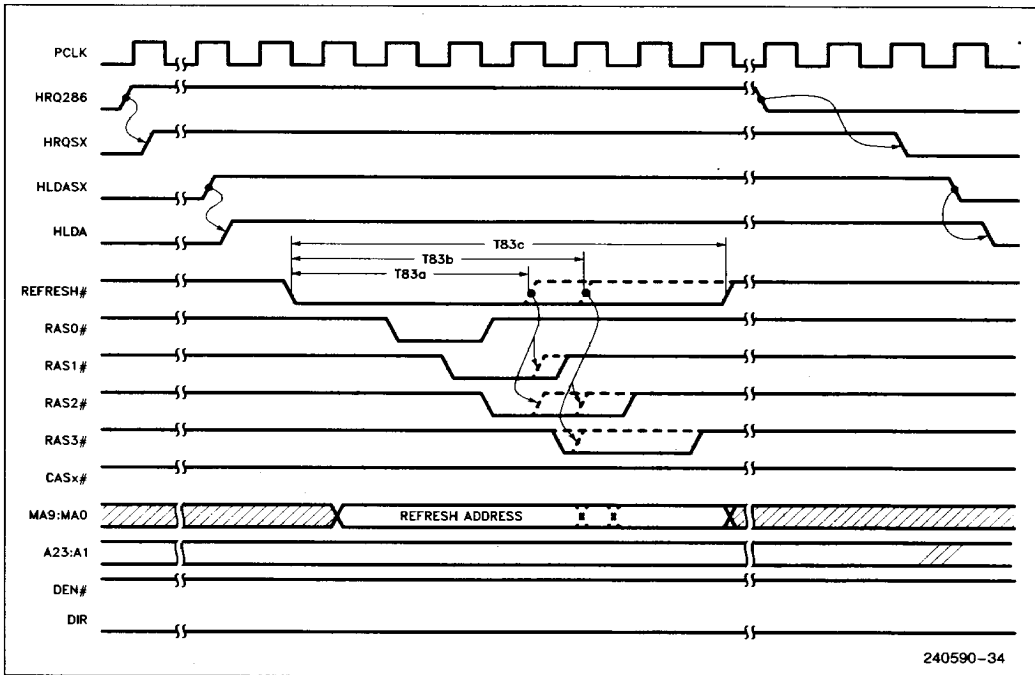 PCLK
HRQ286
HRQSX
HLDASX
HLDA
T83c
T83b
T83a
REFRESH#
RAS0#
RAS1#
RAS2#
RAS3#
CASx#
MA9:MA0
REFRESH ADDRESS
x x
A23:A1
DEN#
DIR
240590-34